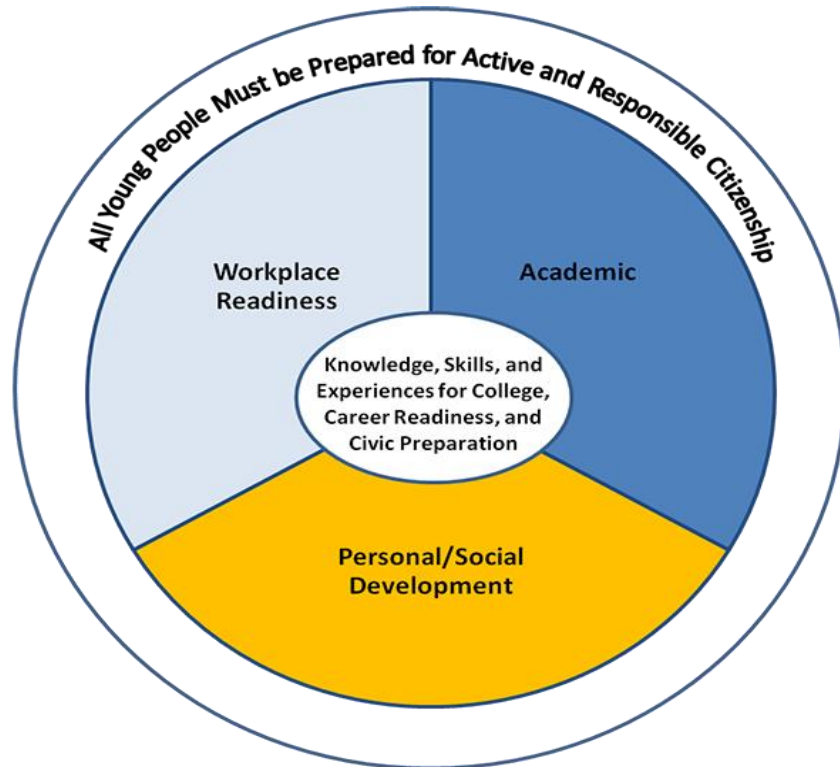 All Young People Must be Prepared for Active and Responsible Citizenship
Workplace
Readiness
Academic
Knowledge, Skills, and
Experiences for College,
Career Readiness, and
Civic Preparation
Personal/Social
Development